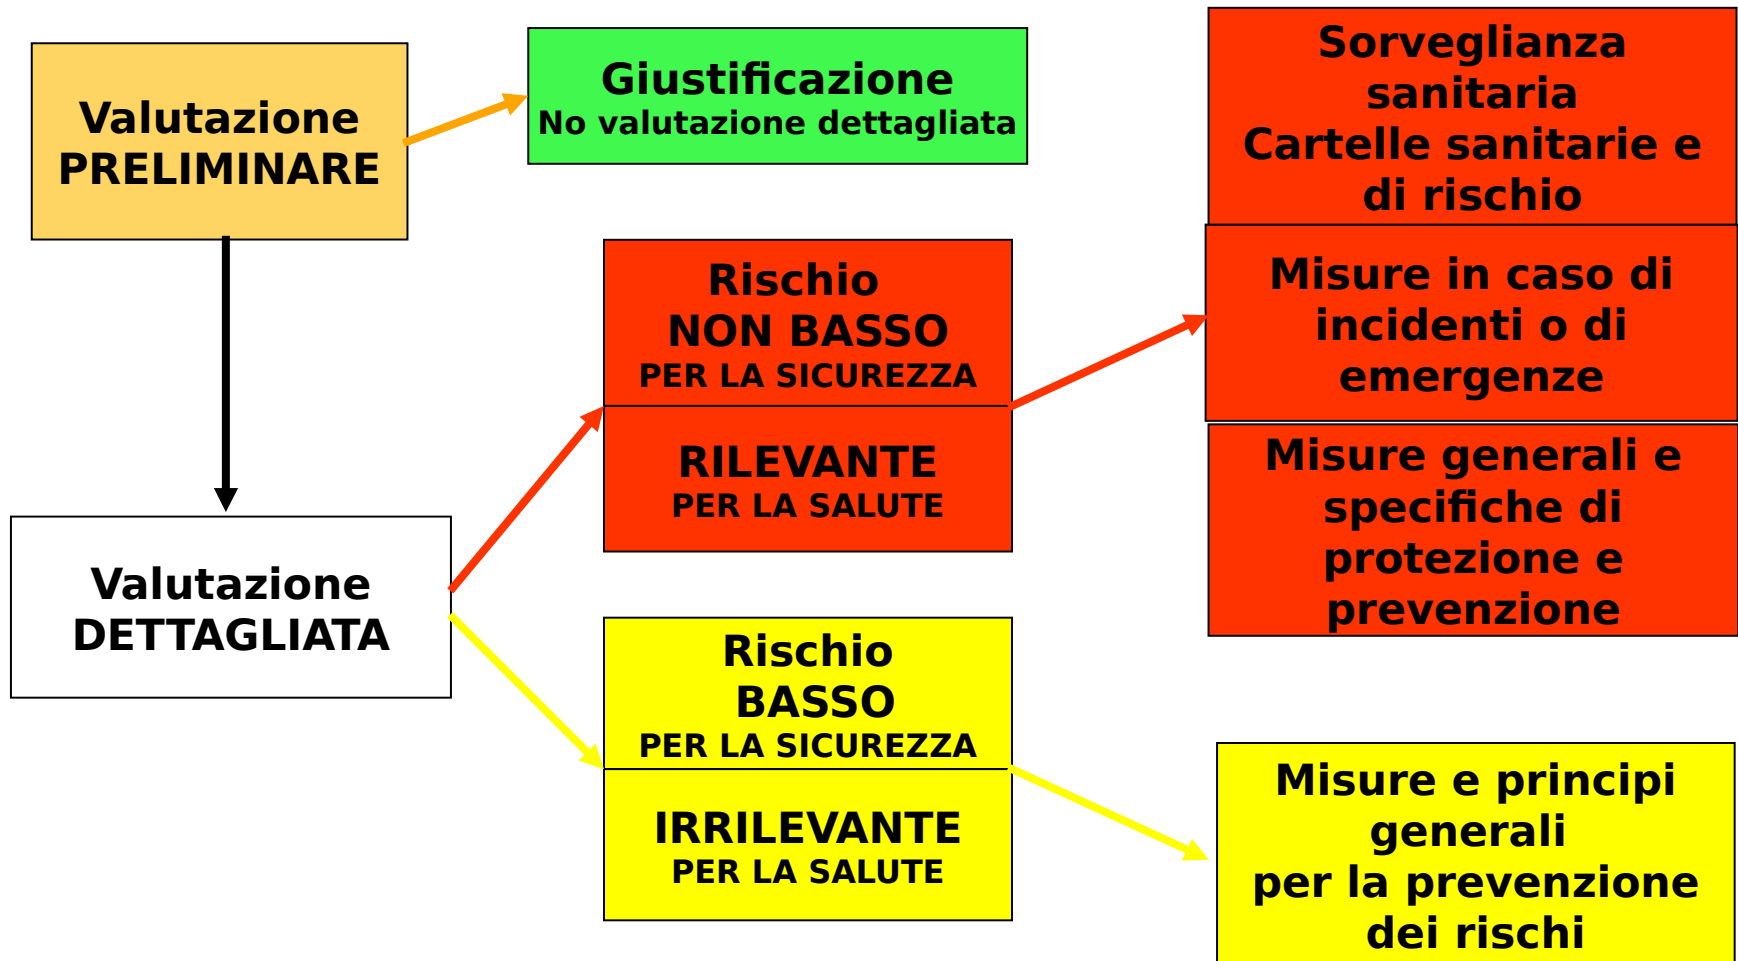 Valutazione
PRELIMINARE
Giustificazione
No valutazione dettagliata
Sorveglianza
sanitaria
Cartelle sanitarie e
di rischio
Rischio
NON BASSO
PER LA SICUREZZA
RILEVANTE
PER LA SALUTE
Misure in caso di
incidenti o di
emergenze
Misure generali e
specifiche di
protezione e
prevenzione
Valutazione
DETTAGLIATA
Rischio
BASSO
PER LA SICUREZZA
IRRILEVANTE
PER LA SALUTE
Misure e principi
generali
per la prevenzione
dei rischi